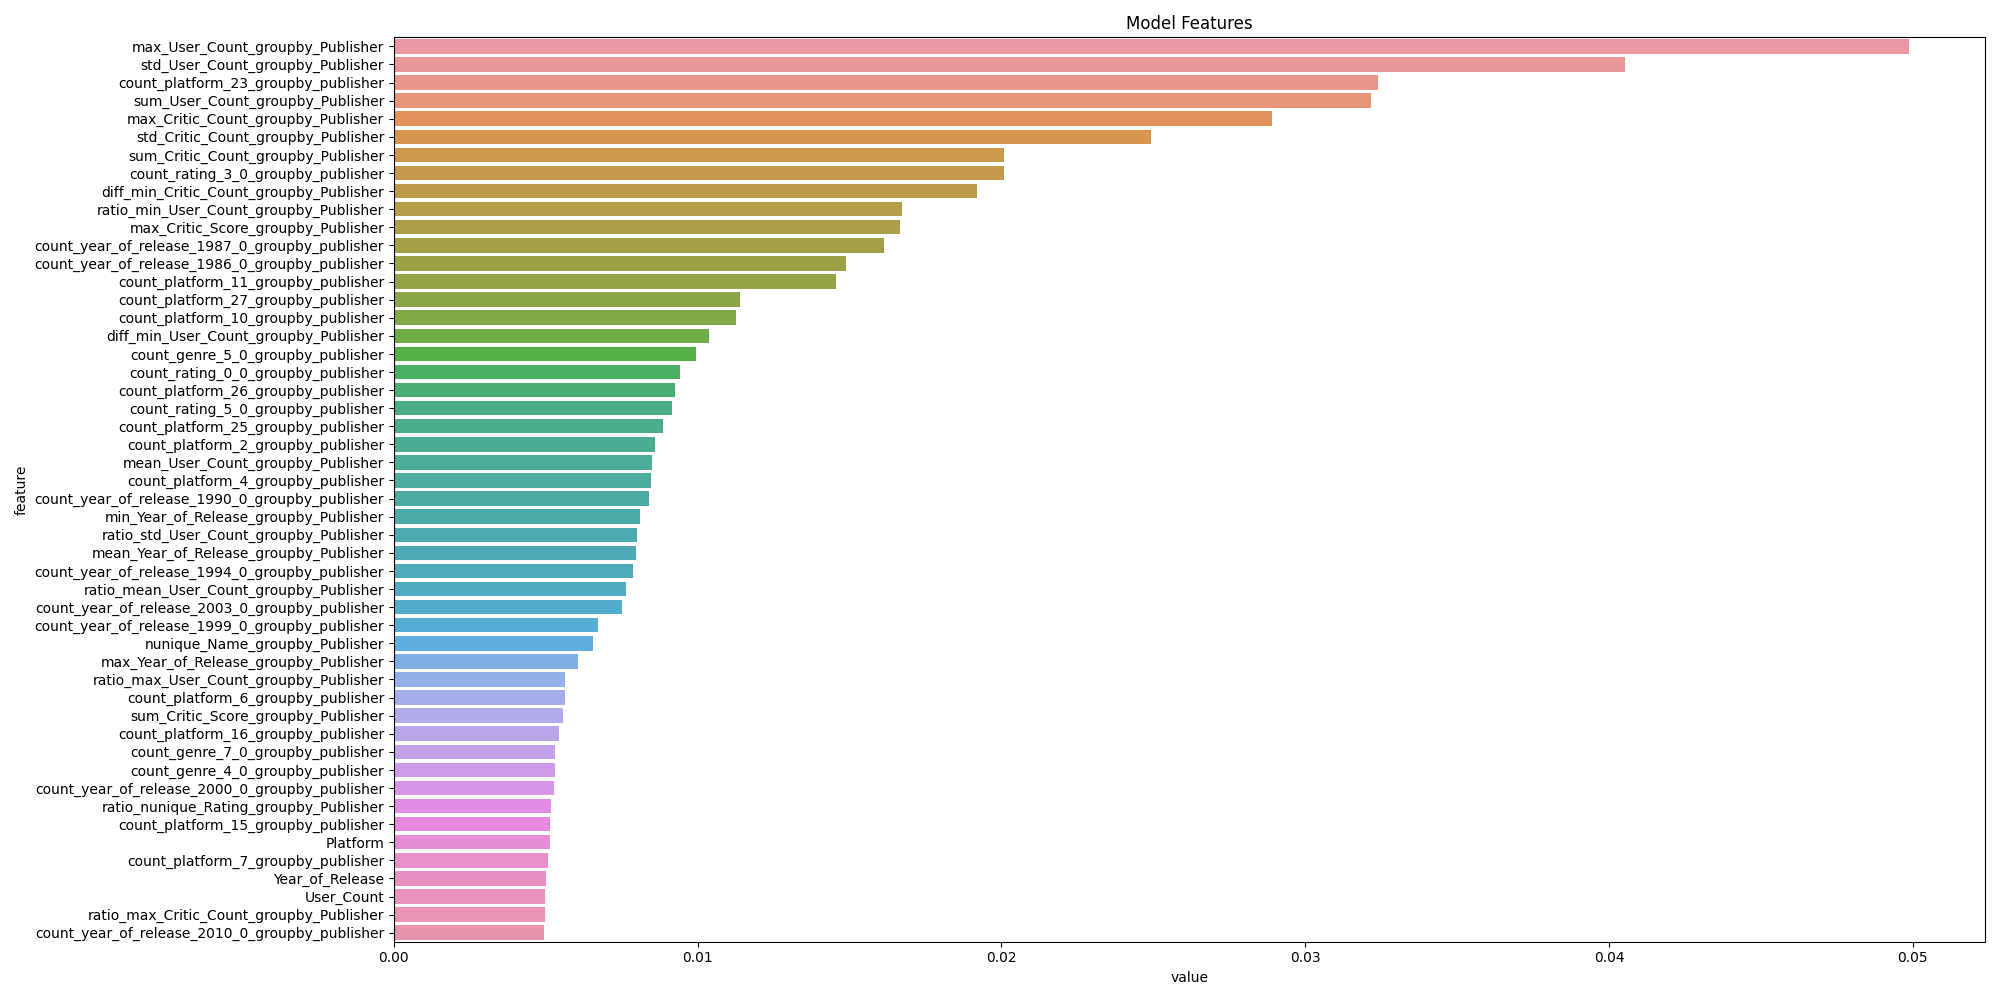 Model Features
max_User_Count_groupby_Publisher
std_User_Count_groupby_Publisher
count_platform_23_groupby_publisher
sum_User_Count_groupby_Publisher
max_Critic_Count_groupby_Publisher
std_Critic_Count_groupby_Publisher
sum_Critic_Count_groupby_Publisher
count_rating_3_0_groupby_publisher
diff_min_Critic_Count_groupby_Publisher
ratio_min_User_Count_groupby_Publisher
max_Critic_Score_groupby_Publisher
count_year_of_release_1987_0_groupby_publisher
count_year_of_release_1986_0_groupby_publisher
count_platform_11_groupby_publisher
count_platform_27_groupby_publisher
count_platform_10_groupby_publisher
diff_min_User_Count_groupby_Publisher
count_genre_5_0_groupby_publisher
count_rating_0_0_groupby_publisher
count_platform_26_groupby_publisher
count_rating_5_0_groupby_publisher
count_platform_25_groupby_publisher
count_platform_2_groupby_publisher
mean_User_Count_groupby_Publisher
count_platform_4_groupby_publisher
count_year_of_release_1990_0_groupby_publisher
min_Year_of_Release_groupby_Publisher
ratio_std_User_Count_groupby_Publisher
mean_Year_of_Release_groupby_Publisher
count_year_of_release_1994_0_groupby_publisher
ratio_mean_User_Count_groupby_Publisher
count_year_of_release_2003_0_groupby_publisher
count_year_of_release_1999_0_groupby_publisher
nunique_Name_groupby_Publisher
max_Year_of_Release_groupby_Publisher
ratio_max_User_Count_groupby_Publisher
count_platform_6_groupby_publisher
sum_Critic_Score_groupby_Publisher
count_platform_16_groupby_publisher
count_genre_7_0_groupby_publisher
count_genre_4_0_groupby_publisher
count_year_of_release_2000_0_groupby_publisher
ratio_nunique_Rating_groupby_Publisher
count_platform_15_groupby_publisher
Platform
count_platform_7_groupby_publisher
Year_of_Release
User_Count
ratio_max_Critic_Count_groupby_Publisher
count_year_of_release_2010_0_groupby_publisher
feature
0.00 0.01 0.02 0.03 0.04 0.05
value